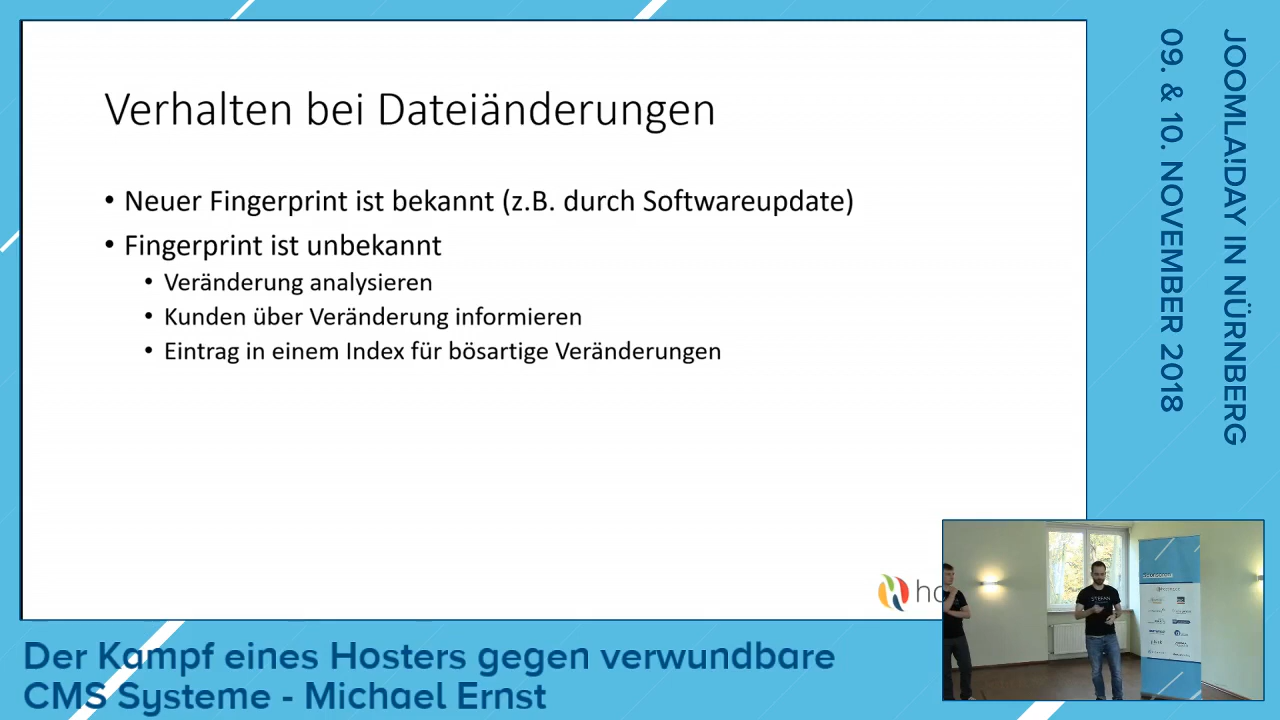 Verhalten bei Dateiänderungen
• Neuer Fingerprint ist bekannt (z.B. durch Softwareupdate)
• Fingerprint ist unbekannt
• Veränderung analysieren
• Kunden über Veränderung informieren
• Eintrag in einem Index für bösartige Veränderungen
JOOMLA!DAY IN NÜRNBERG
09. & 10. NOVEMBER 2018
STEFAN
Der Kampf eines Hosters gegen verwundbare
CMS Systeme - Michael Ernst